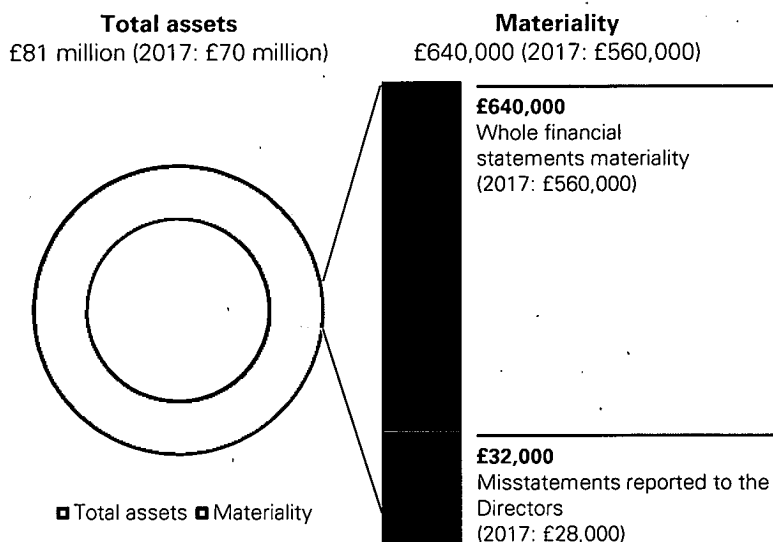 Total assets
£81 million (2017: £70 million)
Materiality
£640,000 (2017: £560,000)
£640,000
Whole financial
statements materiality
(2017: £560,000)
£32,000
Misstatements reported to the
Directors
(2017: £28,000)
Total assets Materiality